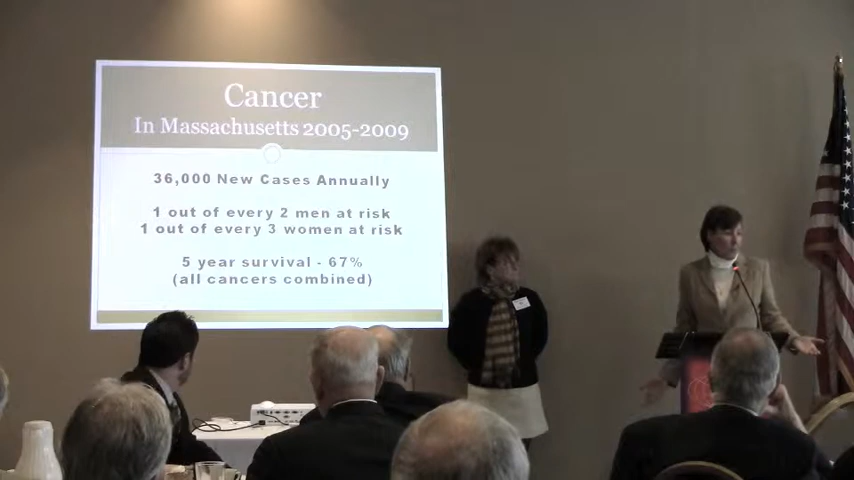 Cancer
In Massachusetts 2005-2009
36,000 New Cases Annually
1 out of every 2 men at risk
1 out of every 3 women at risk
5 year survival - 67%
(all cancers combined)